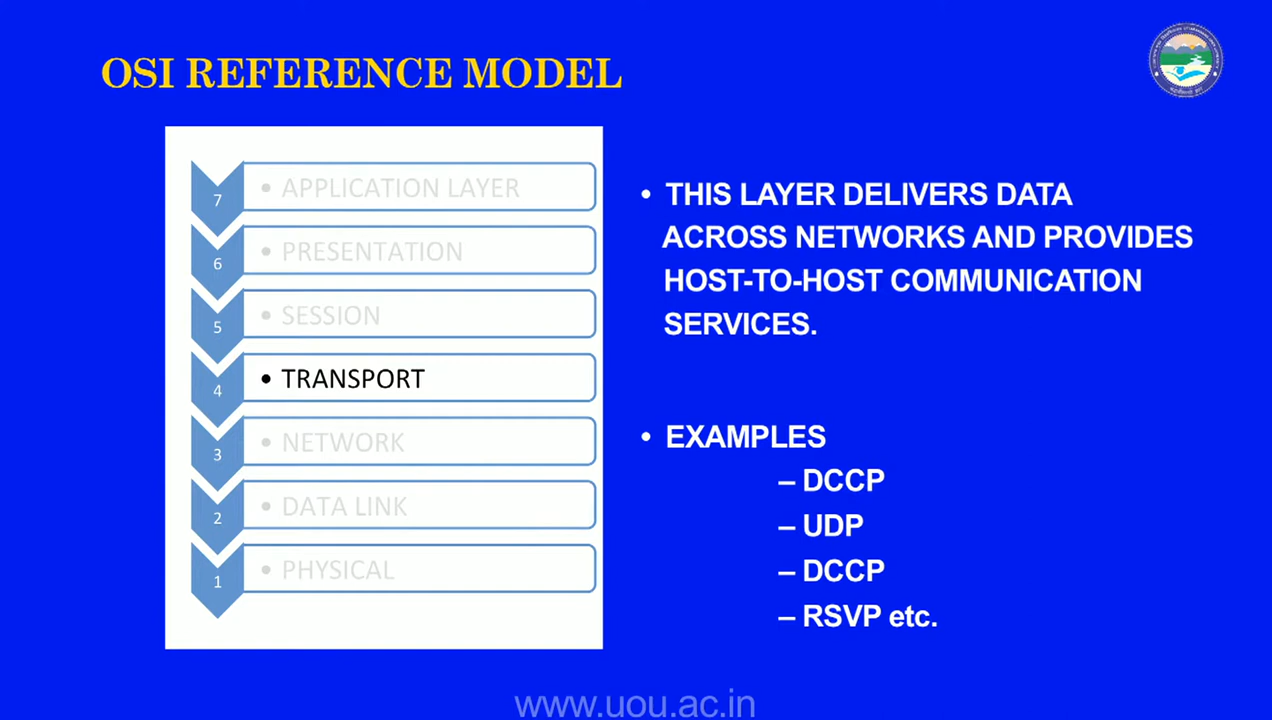 OSI REFERENCE MODEL
7
• APPLICATION LAYER
6
• PRESENTATION
5
• SESSION
4
• TRANSPORT
3
• NETWORK
2
• DATA LINK
1
• PHYSICAL
• THIS LAYER DELIVERS DATA
ACROSS NETWORKS AND PROVIDES
HOST-TO-HOST COMMUNICATION
SERVICES.
• EXAMPLES
– DCCP
– UDP
– DCCP
– RSVP etc.
www.uou.ac.in